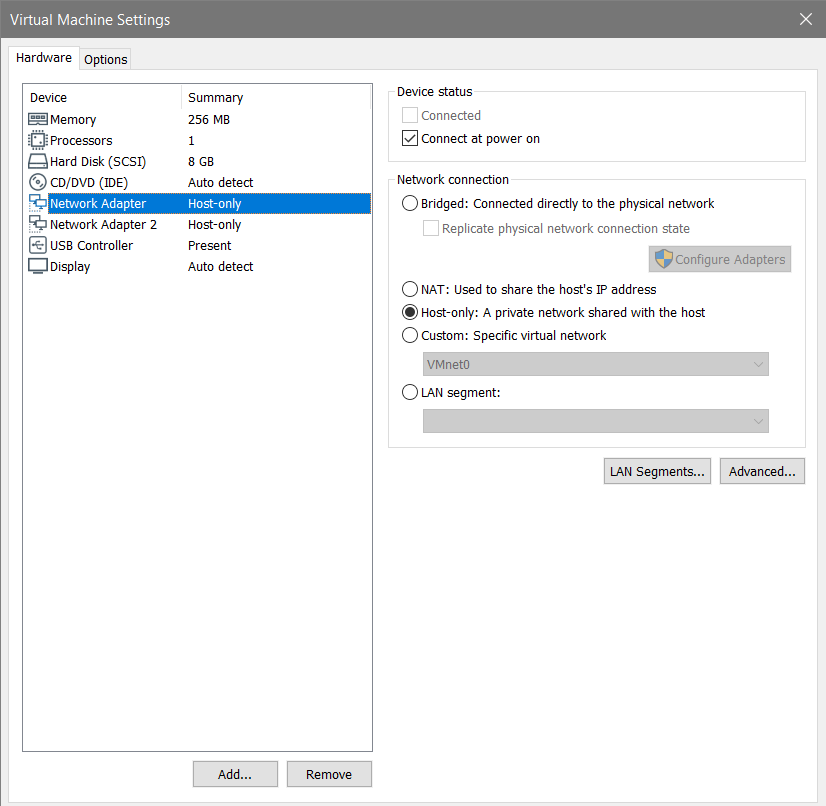 Virtual Machine Settings
Hardware Options
Device Summary
Memory 256 MB
Processors 1
Hard Disk (SCSI) 8 GB
CD/DVD (IDE) Auto detect
Network Adapter Host-only
Network Adapter 2 Host-only
USB Controller Present
Display Auto detect
Add... Remove
Device status
Connected
Connect at power on
Network connection
Bridged: Connected directly to the physical network
Replicate physical network connection state
Configure Adapters
NAT: Used to share the host's IP address
Host-only: A private network shared with the host
Custom: Specific virtual network
VMnet0
LAN segment:
LAN Segments... Advanced...